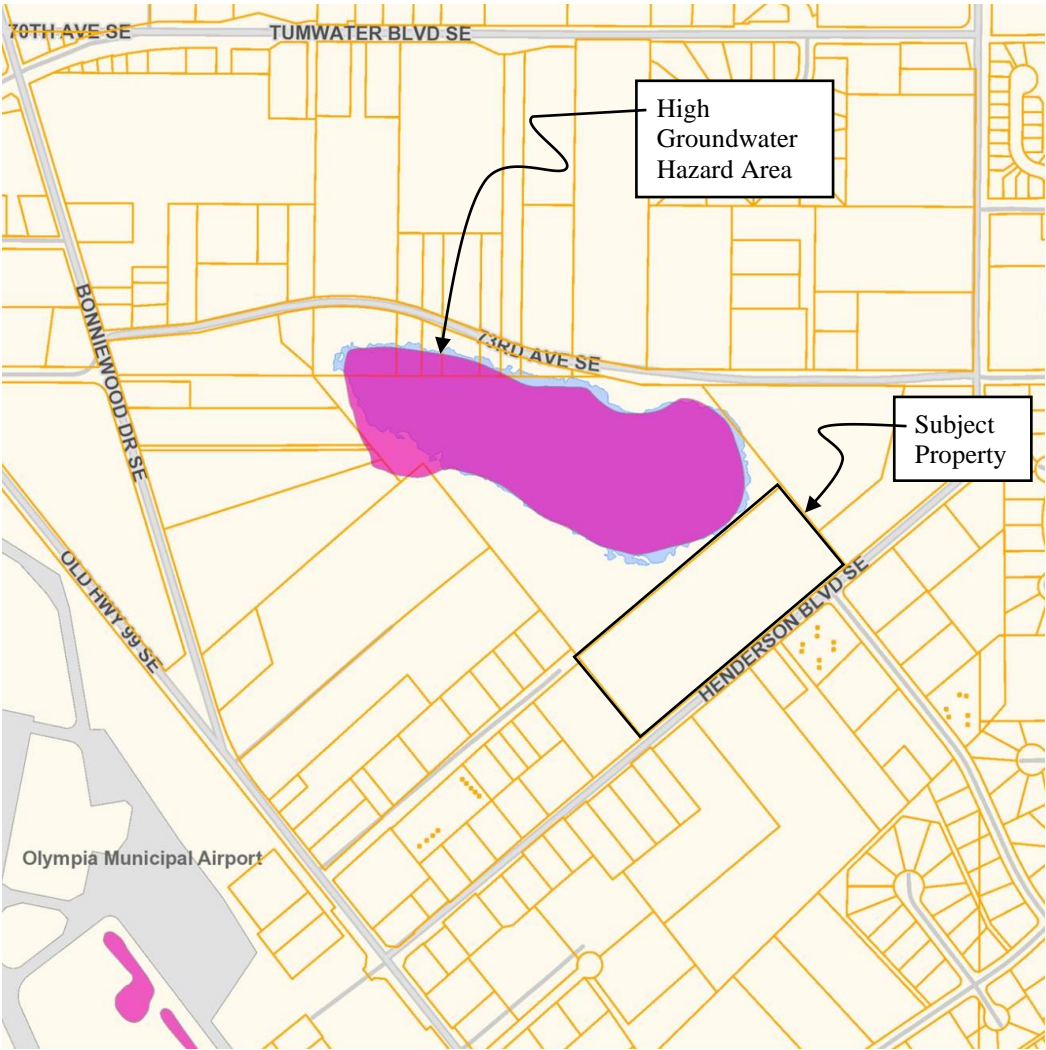 70TH AVE SE
TUMWATER BLVD SE
High
Groundwater
Hazard Area
BONNIEWOOD DR SE
73RD AVE SE
Subject
Property
OLD HWY 99 SE
HENDERSON BLVD SE
Olympia Municipal Airport